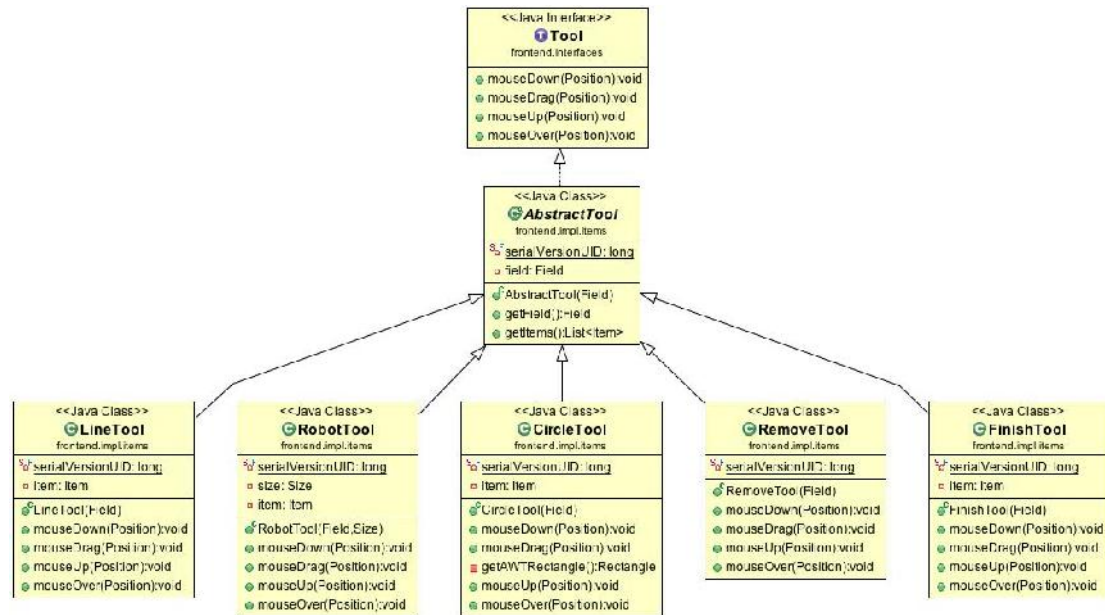 <<Java Interface>>
Tool
frontend.interfaces
mouseDown(Position):void
mouseDrag(Position):void
mouseUp(Position):void
mouseOver(Position):void
<<Java Class>>
AbstractTool
frontend.impl.items
serialVersionUID: long
field: Field
AbstractTool(Field)
getField():Field
getItems():List<Item>
<<Java Class>>
LineTool
frontend.impl.items
serialVersionUID: long
item: Item
LineTool(Field)
mouseDown(Position):void
mouseDrag(Position):void
mouseUp(Position):void
mouseOver(Position):void
<<Java Class>>
RobotTool
frontend.impl.items
serialVersionUID: long
size: Size
item: Item
RobotTool(Field,Size)
mouseDown(Position):void
mouseDrag(Position):void
mouseUp(Position):void
mouseOver(Position):void
<<Java Class>>
CircleTool
frontend.impl.items
serialVersionUID: long
item: Item
CircleTool(Field)
mouseDown(Position):void
mouseDrag(Position):void
getAWTRectangle():Rectangle
mouseUp(Position):void
mouseOver(Position):void
<<Java Class>>
RemoveTool
frontend.impl.items
serialVersionUID: long
RemoveTool(Field)
mouseDown(Position):void
mouseDrag(Position):void
mouseUp(Position):void
mouseOver(Position):void
<<Java Class>>
FinishTool
frontend.impl.items
serialVersionUID: long
item: Item
FinishTool(Field)
mouseDown(Position):void
mouseDrag(Position):void
mouseUp(Position):void
mouseOver(Position):void